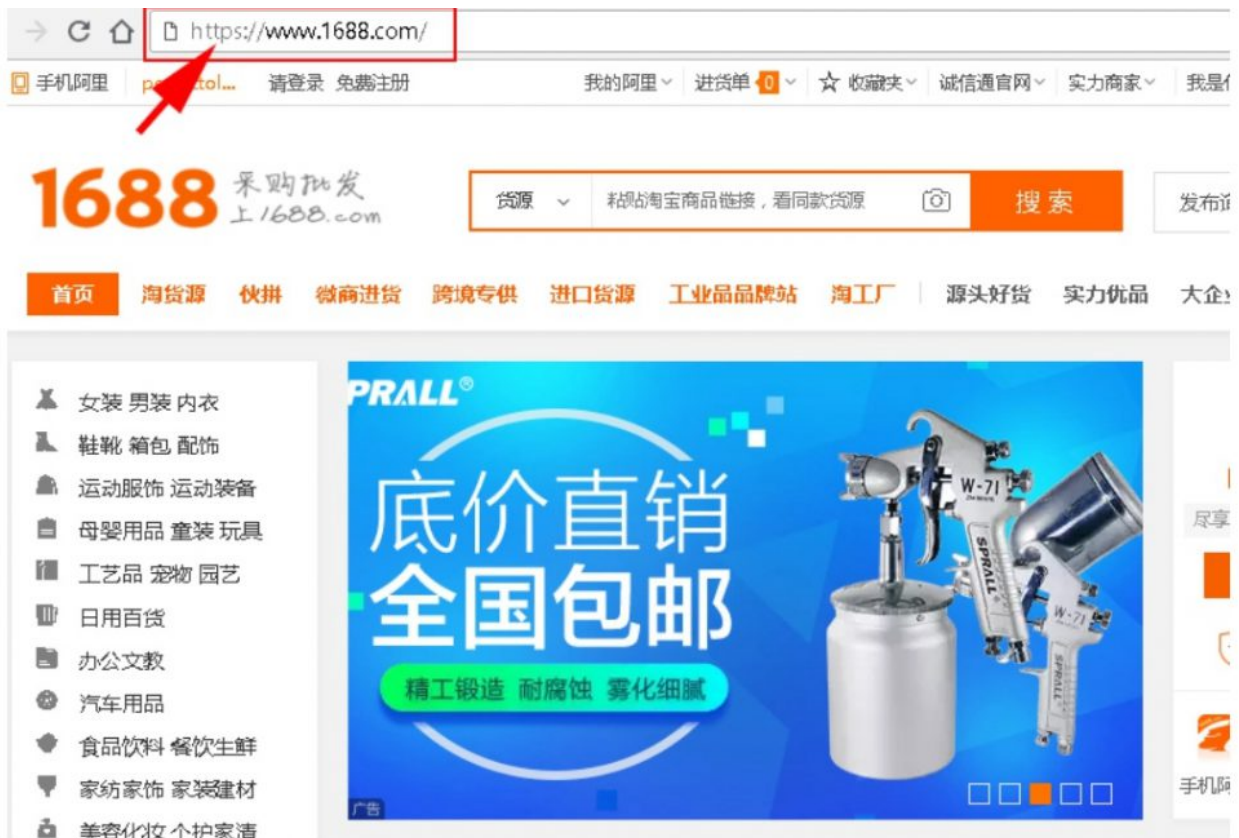 https://www.1688.com/
手机阿里 请登录 免费注册 我的阿里 进货单 0 收藏夹 诚信通官网 实力商家 我是
1688 采购批发
上1688.com
货源 粘贴淘宝商品链接，看同款货源 搜索 发布
首页 淘货源 伙拼 微商进货 跨境专供 进口货源 工业品品牌站 淘工厂 源头好货 实力优品 大企
女装 男装 内衣
鞋靴 箱包 配饰
运动服饰 运动装备
母婴用品 童装 玩具
工艺品 宠物 园艺
日用百货
办公文教
汽车用品
食品饮料 餐饮生鲜
家纺家饰 家装建材
美容化妆 个护家清
PRALL®
底价直销
全国包邮
精工锻造 耐腐蚀 雾化细腻
W-71
SPRALL
W-71
SPRALL
广告
尽享
手机阿